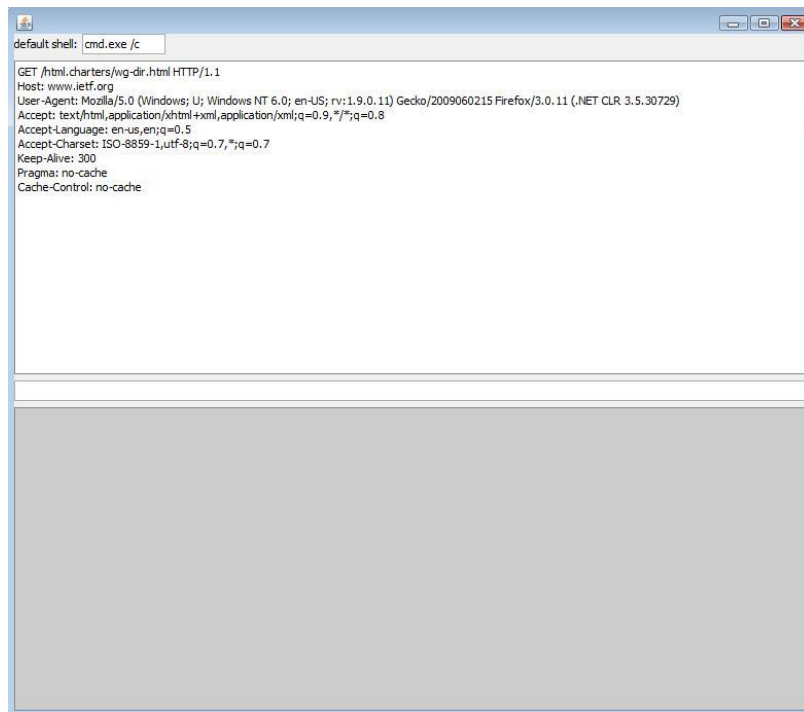 default shell: cmd.exe /c
GET /html.charters/wg-dir.html HTTP/1.1
Host: www.ietf.org
User-Agent: Mozilla/5.0 (Windows; U; Windows NT 6.0; en-US; rv:1.9.0.11) Gecko/2009060215 Firefox/3.0.11 (.NET CLR 3.5.30729)
Accept: text/html,application/xhtml+xml,application/xml;q=0.9,*/*;q=0.8
Accept-Language: en-us,en;q=0.5
Accept-Charset: ISO-8859-1,utf-8;q=0.7,*;q=0.7
Keep-Alive: 300
Pragma: no-cache
Cache-Control: no-cache